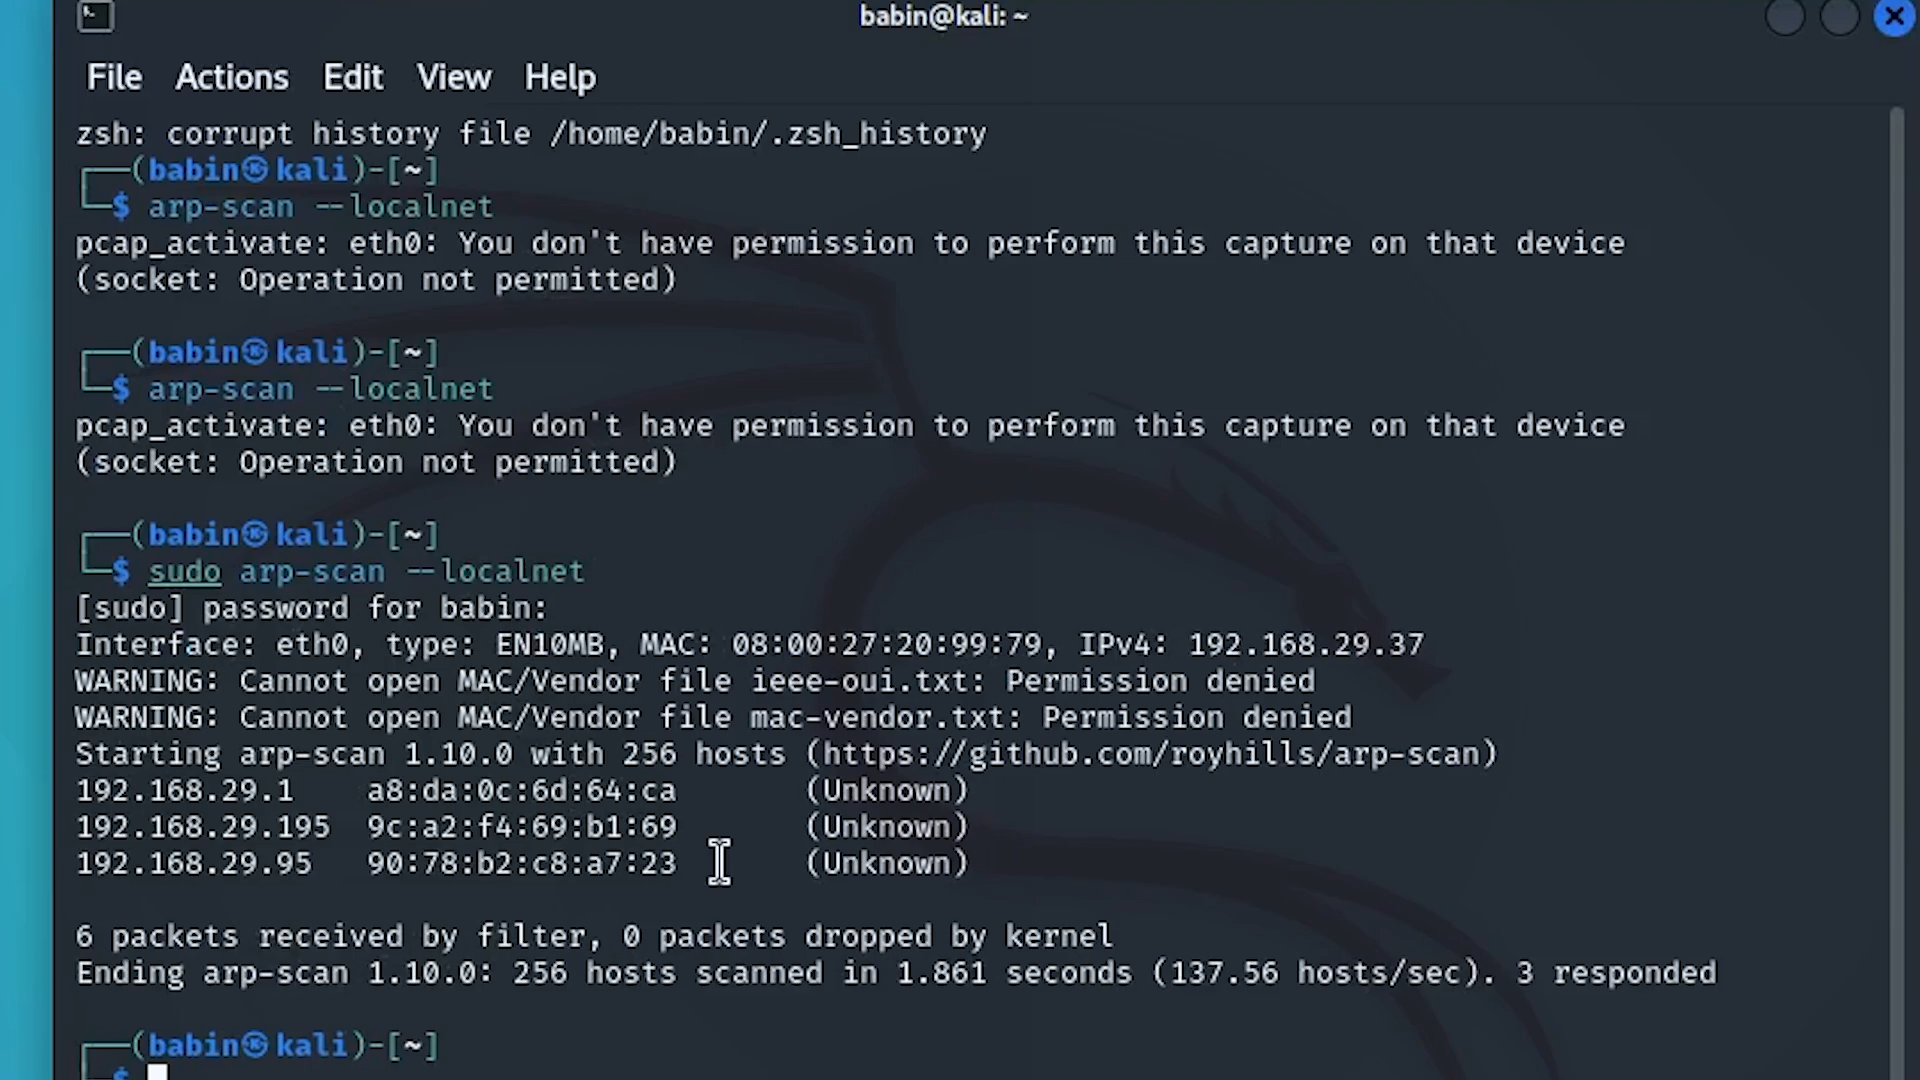 babin@kali: ~
File Actions Edit View Help
zsh: corrupt history file /home/babin/.zsh_history
┌──(babin㉿kali)-[~]
└─$ arp-scan --localnet
pcap_activate: eth0: You don't have permission to perform this capture on that device
(socket: Operation not permitted)
┌──(babin㉿kali)-[~]
└─$ arp-scan --localnet
pcap_activate: eth0: You don't have permission to perform this capture on that device
(socket: Operation not permitted)
┌──(babin㉿kali)-[~]
└─$ sudo arp-scan --localnet
[sudo] password for babin:
Interface: eth0, type: EN10MB, MAC: 08:00:27:20:99:79, IPv4: 192.168.29.37
WARNING: Cannot open MAC/Vendor file ieee-oui.txt: Permission denied
WARNING: Cannot open MAC/Vendor file mac-vendor.txt: Permission denied
Starting arp-scan 1.10.0 with 256 hosts (https://github.com/royhills/arp-scan)
192.168.29.1 a8:da:0c:6d:64:ca (Unknown)
192.168.29.195 9c:a2:f4:69:b1:69 (Unknown)
192.168.29.95 90:78:b2:c8:a7:23 (Unknown)
6 packets received by filter, 0 packets dropped by kernel
Ending arp-scan 1.10.0: 256 hosts scanned in 1.861 seconds (137.56 hosts/sec). 3 responded
┌──(babin㉿kali)-[~]
└─$